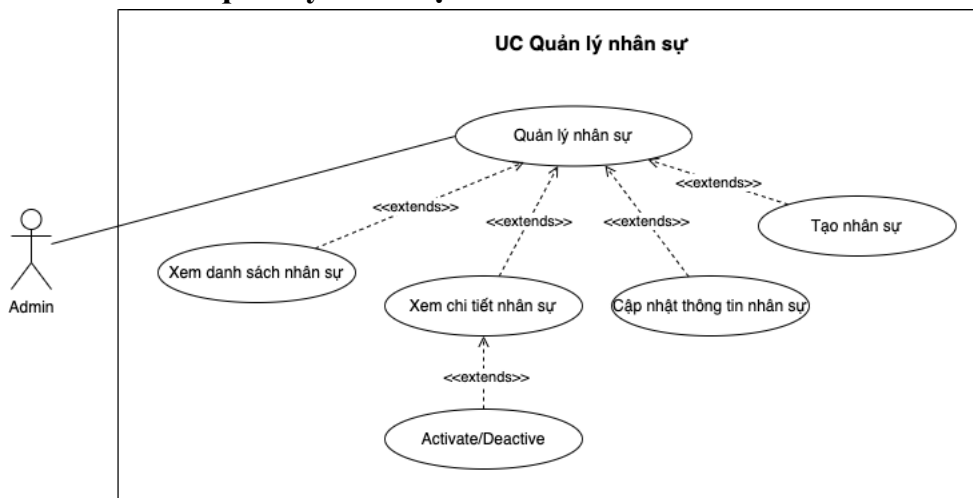 UC Quản lý nhân sự
Quản lý nhân sự
<<extends>>
<<extends>>
<<extends>>
<<extends>>
Tạo nhân sự
Xem danh sách nhân sự
Xem chi tiết nhân sự
Cập nhật thông tin nhân sự
Admin
<<extends>>
Activate/Deactive